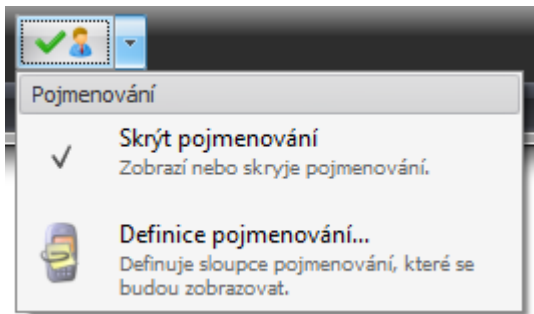 Pojmenování
Skrýt pojmenování
Zobrazí nebo skryje pojmenování.
Definice pojmenování...
Definuje sloupce pojmenování, které se
budou zobrazovat.